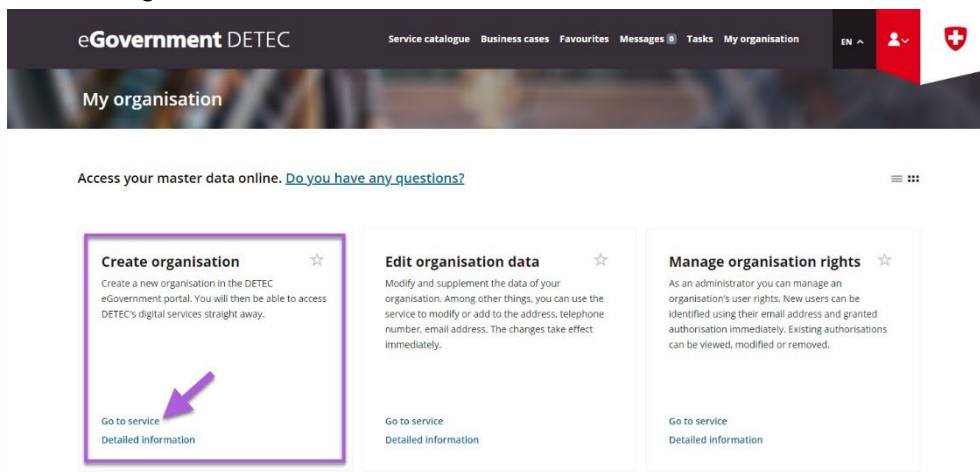 eGovernment DETEC
Service catalogue Business cases Favourites Messages 0 Tasks My organisation EN
My organisation
Access your master data online. Do you have any questions?
Create organisation
Create a new organisation in the DETEC
eGovernment portal. You will then be able to access
DETEC's digital services straight away.
Go to service
Detailed information
Edit organisation data
Modify and supplement the data of your
organisation. Among other things, you can use the
service to modify or add to the address, telephone
number, email address. The changes take effect
immediately.
Go to service
Detailed information
Manage organisation rights
As an administrator you can manage an
organisation's user rights. New users can be
identified using their email address and granted
authorisation immediately. Existing authorisations
can be viewed, modified or removed.
Go to service
Detailed information